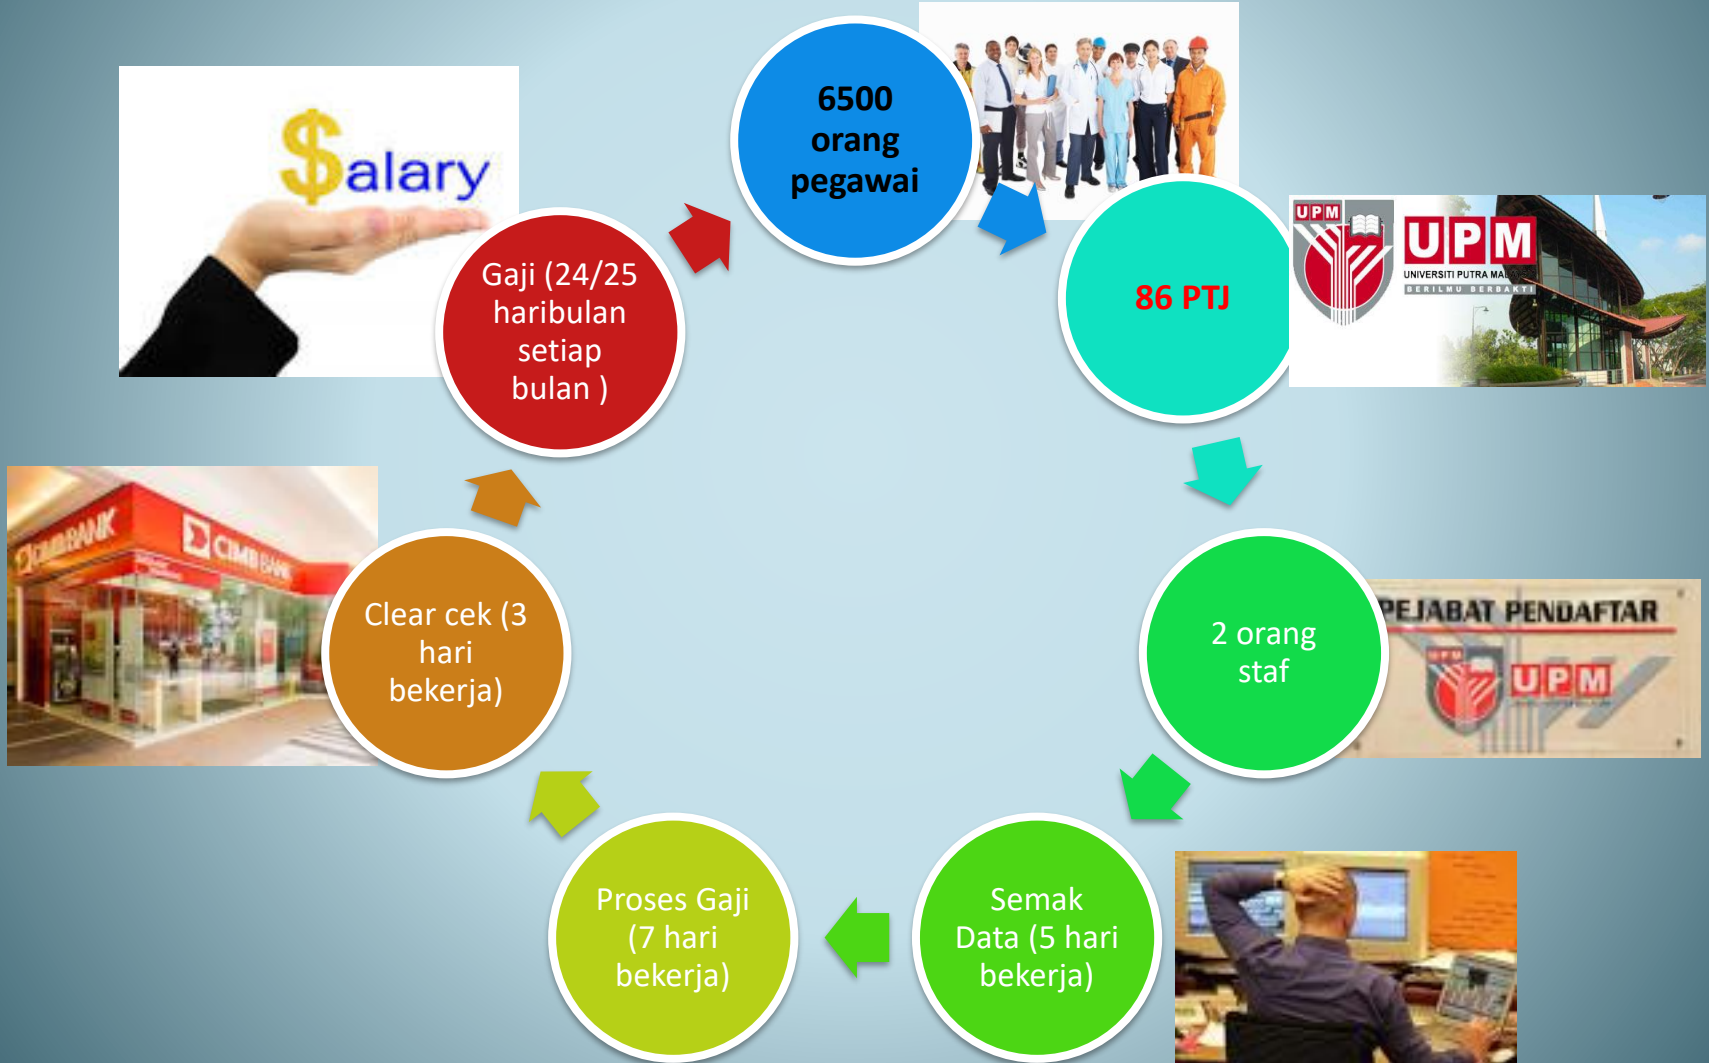 6500
orang
pegawai
$alary
Gaji (24/25
haribulan
setiap
bulan )
86 PTJ
UPM
UPM
UNIVERSITI PUTRA
BERILMU BERBAKTI
CIMB BANK
CIMB BANK
Clear cek (3
hari
bekerja)
2 orang
staf
PEJABAT PENDAFTAR
UPM
UPM
Proses Gaji
(7 hari
bekerja)
Semak
Data (5 hari
bekerja)